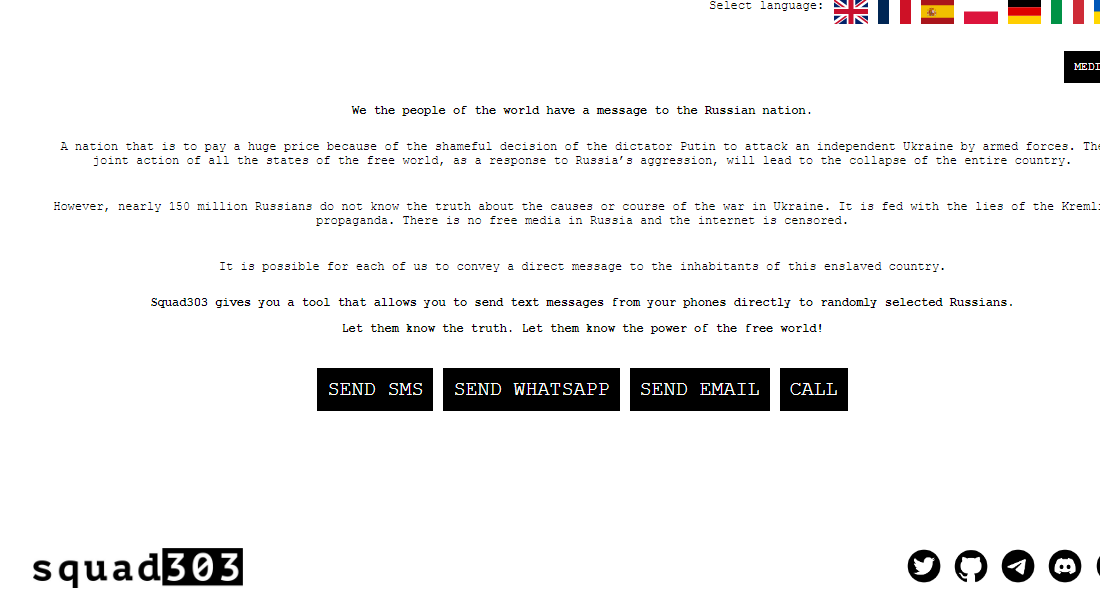 Select language:
We the people of the world have a message to the Russian nation.
A nation that is to pay a huge price because of the shameful decision of the dictator Putin to attack an independent Ukraine by armed forces.
joint action of all the states of the free world, as a response to Russia’s aggression, will lead to the collapse of the entire country.
However, nearly 150 million Russians do not know the truth about the causes or course of the war in Ukraine. It is fed with the lies of the
propaganda. There is no free media in Russia and the internet is censored.
It is possible for each of us to convey a direct message to the inhabitants of this enslaved country.
Squad303 gives you a tool that allows you to send text messages from your phones directly to randomly selected Russians.
Let them know the truth. Let them know the power of the free world!
SEND SMS SEND WHATSAPP SEND EMAIL CALL
squad303